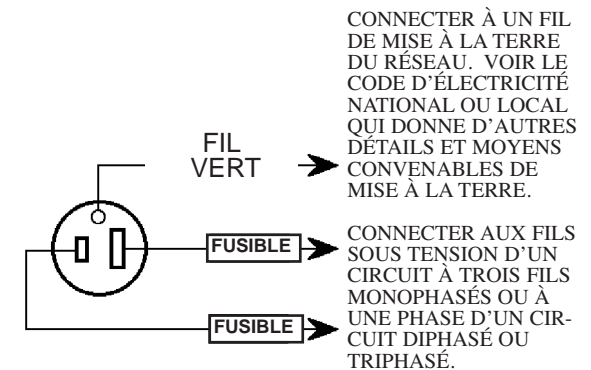 CONNECTER À UN FIL
DE MISE À LA TERRE
DU RÉSEAU. VOIR LE
CODE D'ÉLECTRICITÉ
NATIONAL OU LOCAL
QUI DONNE D'AUTRES
DÉTAILS ET MOYENS
CONVENABLES DE
MISE À LA TERRE.
FIL
VERT
FUSIBLE
FUSIBLE
CONNECTER AUX FILS
SOUS TENSION D'UN
CIRCUIT À TROIS FILS
MONOPHASÉS OU À
UNE PHASE D'UN CIR-
CUIT DIPHASÉ OU
TRIPHASÉ.